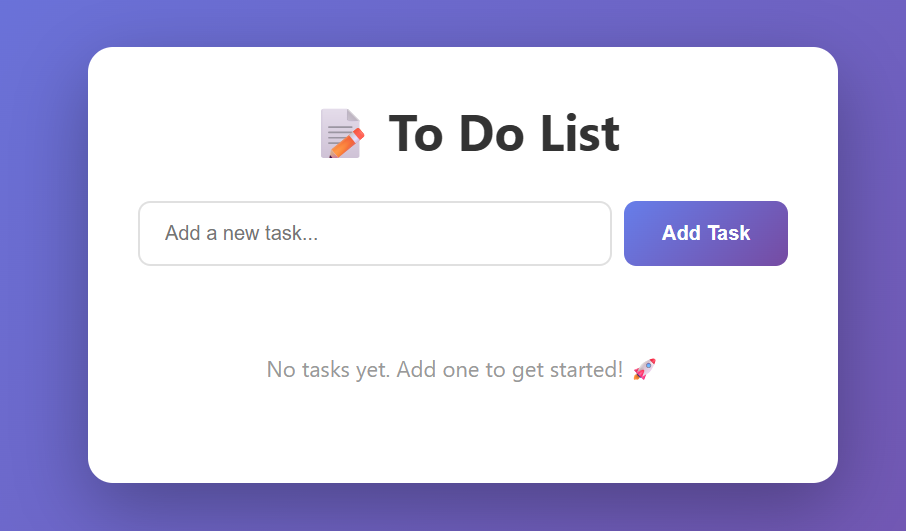 📝 To Do List
Add a new task...
Add Task
No tasks yet. Add one to get started! 🚀